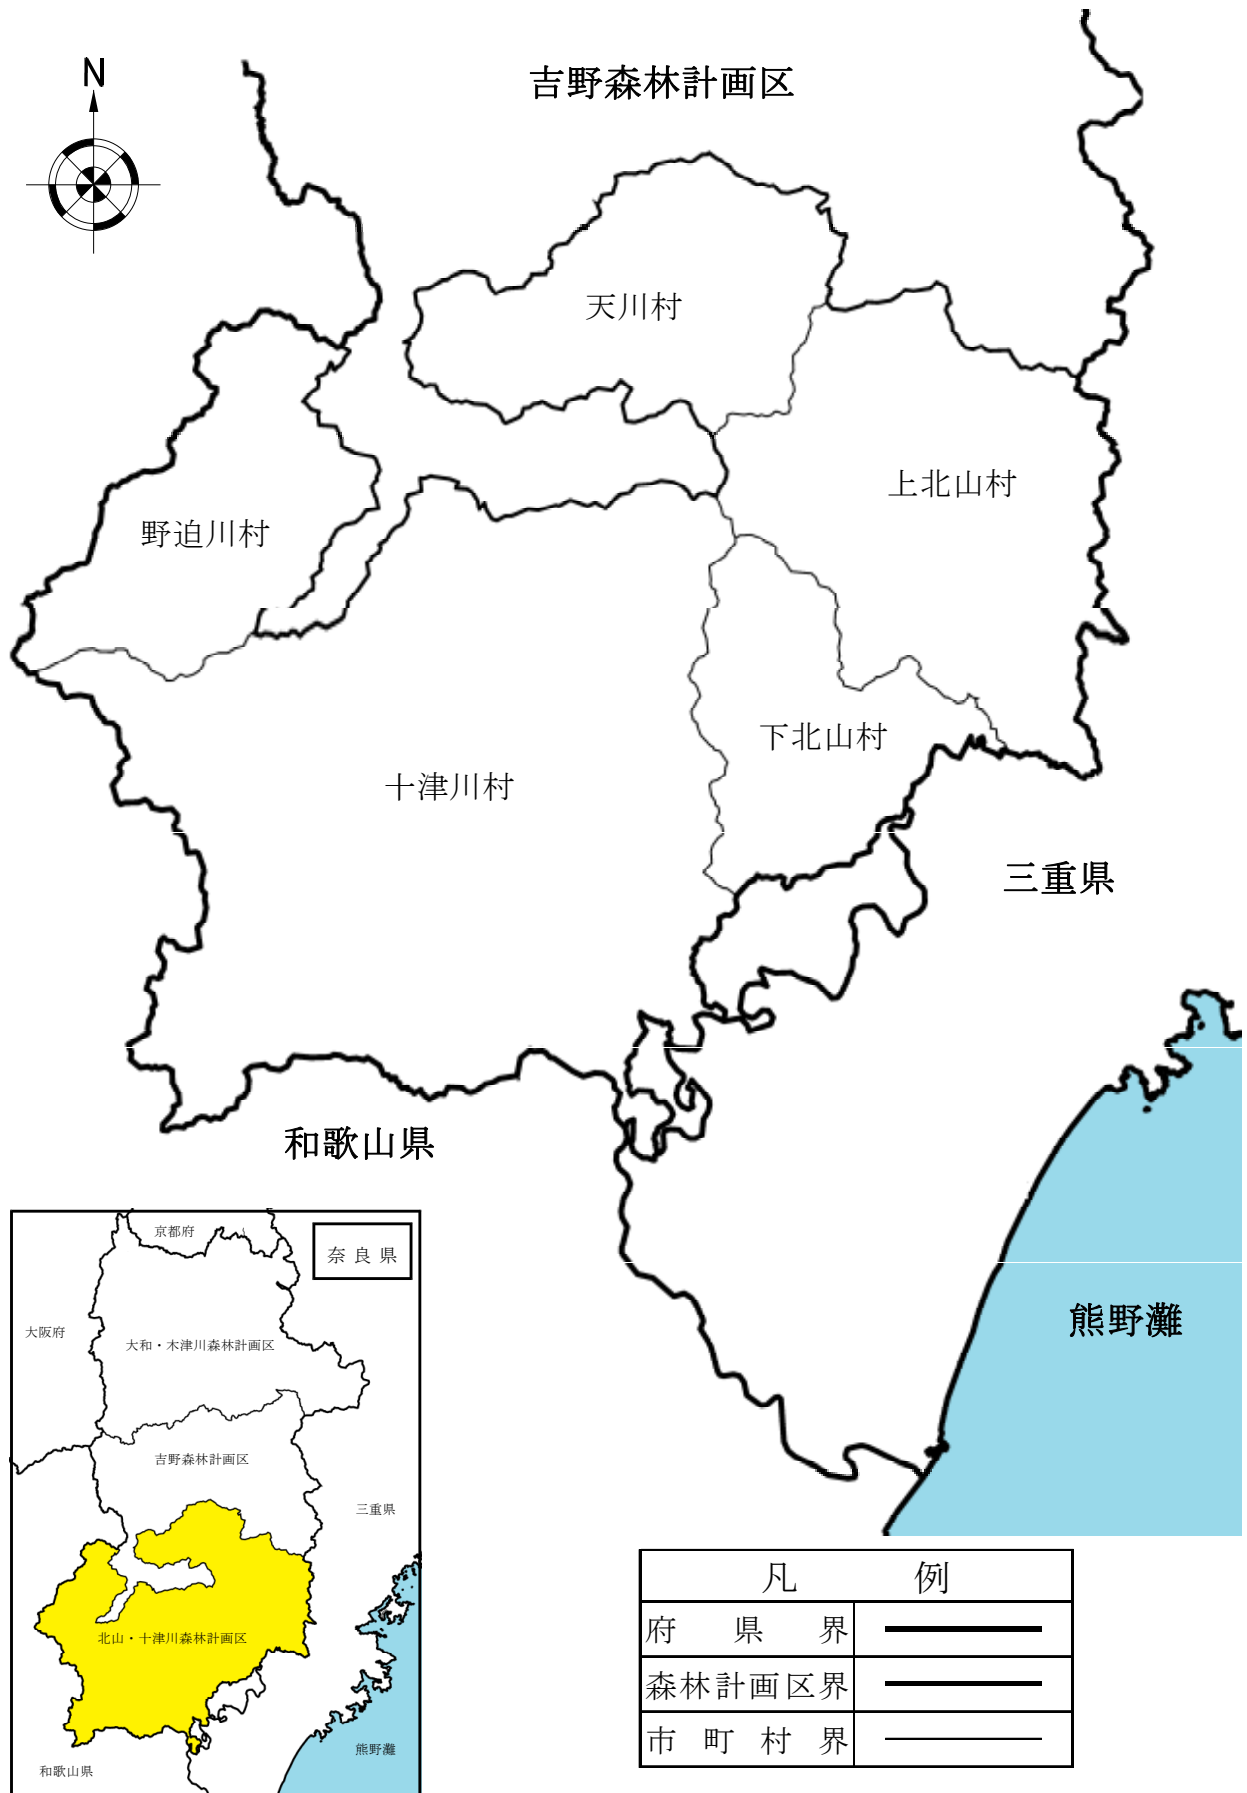 N
吉野森林計画区
天川村
上北山村
野迫川村
下北山村
十津川村
三重県
和歌山県
熊野灘
京都府
奈良県
大阪府
大和・木津川森林計画区
吉野森林計画区
三重県
北山・十津川森林計画区
熊野灘
和歌山県
凡例
府県界
森林計画区界
市町村界